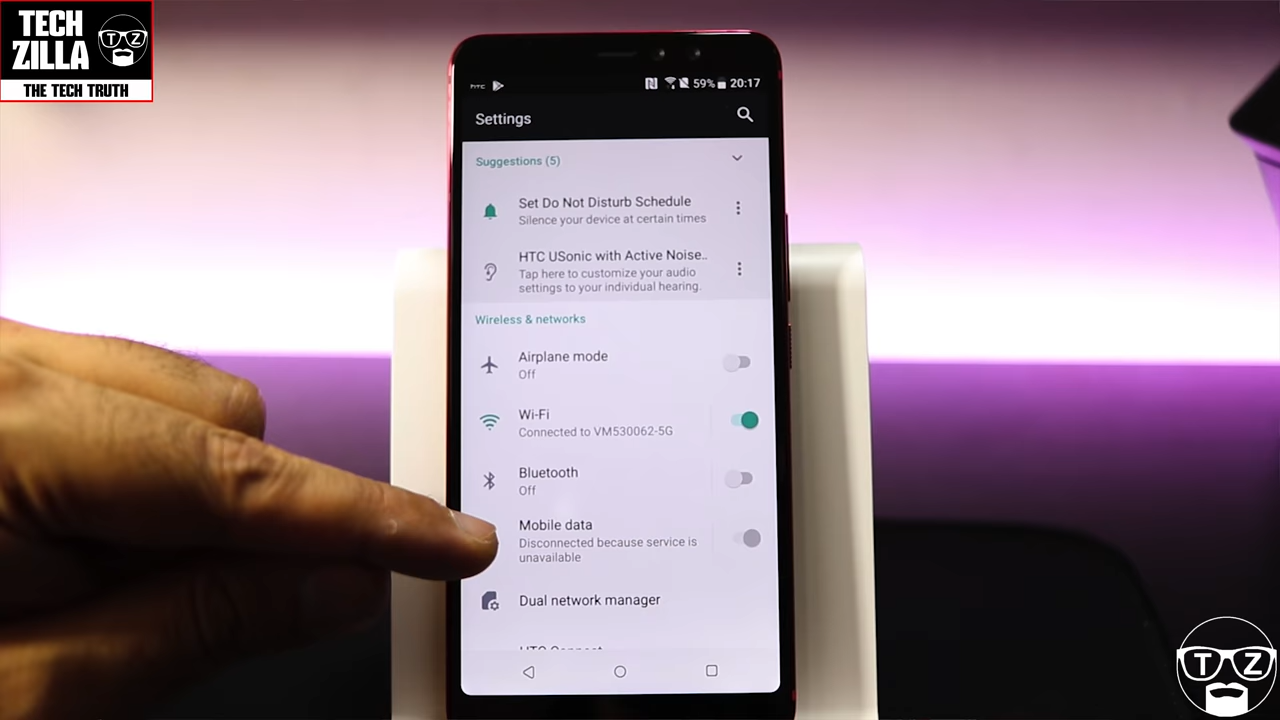 TECH
ZILLA
T Z
THE TECH TRUTH
hTC
59% 20:17
Settings
Suggestions (5)
Set Do Not Disturb Schedule
Silence your device at certain times
HTC USonic with Active Noise..
Tap here to customize your audio
settings to your individual hearing.
Wireless & networks
Airplane mode
Off
Wi-Fi
Connected to VM530062-5G
Bluetooth
Off
Mobile data
Disconnected because service is
unavailable
Dual network manager
HTC Connect
T Z